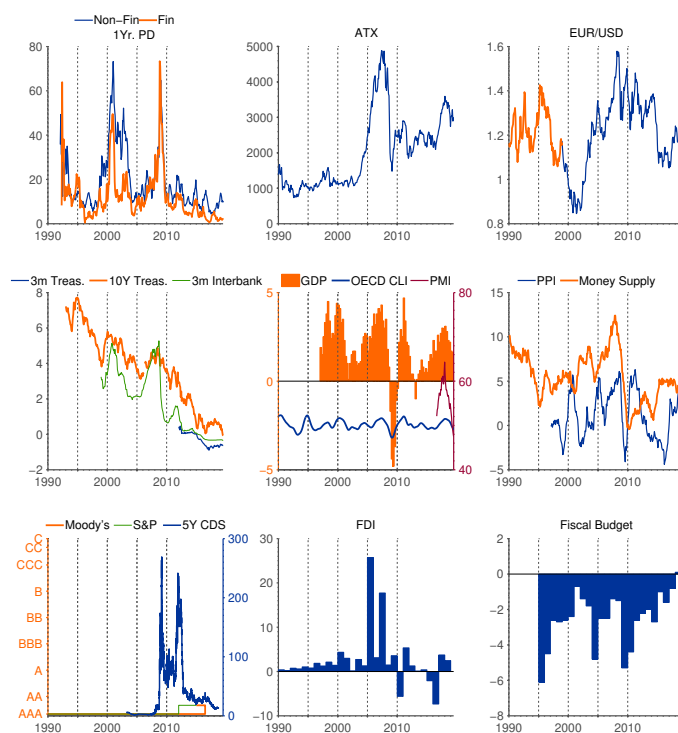 Non−Fin Fin
1Yr. PD
ATX
EUR/USD
80
60
40
20
0
1990 2000 2010
5000
4000
3000
2000
1000
0
1990 2000 2010
1.6
1.4
1.2
1
0.8
1990 2000 2010
3m Treas. 10Y Treas. 3m Interbank
GDP OECD CLI PMI
PPI Money Supply
8
6
4
2
0
−2
1990 2000 2010
5
0
−5
80
60
40
1990 2000 2010
15
10
5
0
−5
1990 2000 2010
Moody's S&P 5Y CDS
FDI
Fiscal Budget
C
CC
CCC
B
BB
BBB
A
AA
AAA
300
200
100
0
1990 2000 2010
30
20
10
0
−10
1990 2000 2010
0
−2
−4
−6
−8
1990 2000 2010